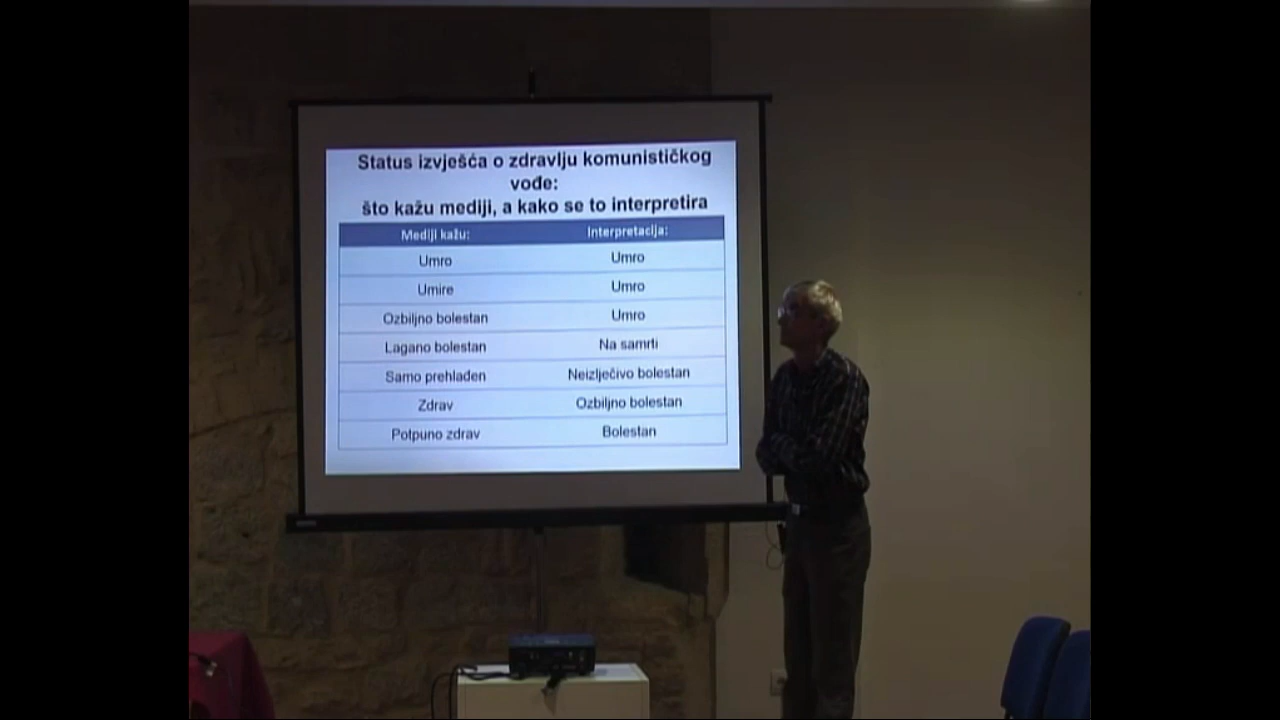 Status izvješća o zdravlju komunističkog
vođe:
što kažu mediji, a kako se to interpretira
Mediji kažu: Interpretacija:
Umro Umro
Umire Umro
Ozbiljno bolestan Umro
Lagano bolestan Na samrti
Samo prehlađen Neizlječivo bolestan
Zdrav Ozbiljno bolestan
Potpuno zdrav Bolestan